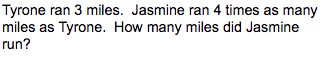 Tyrone ran 3 miles.  Jasmine ran 4 times as many
miles as Tyrone.  How many miles did Jasmine
run?